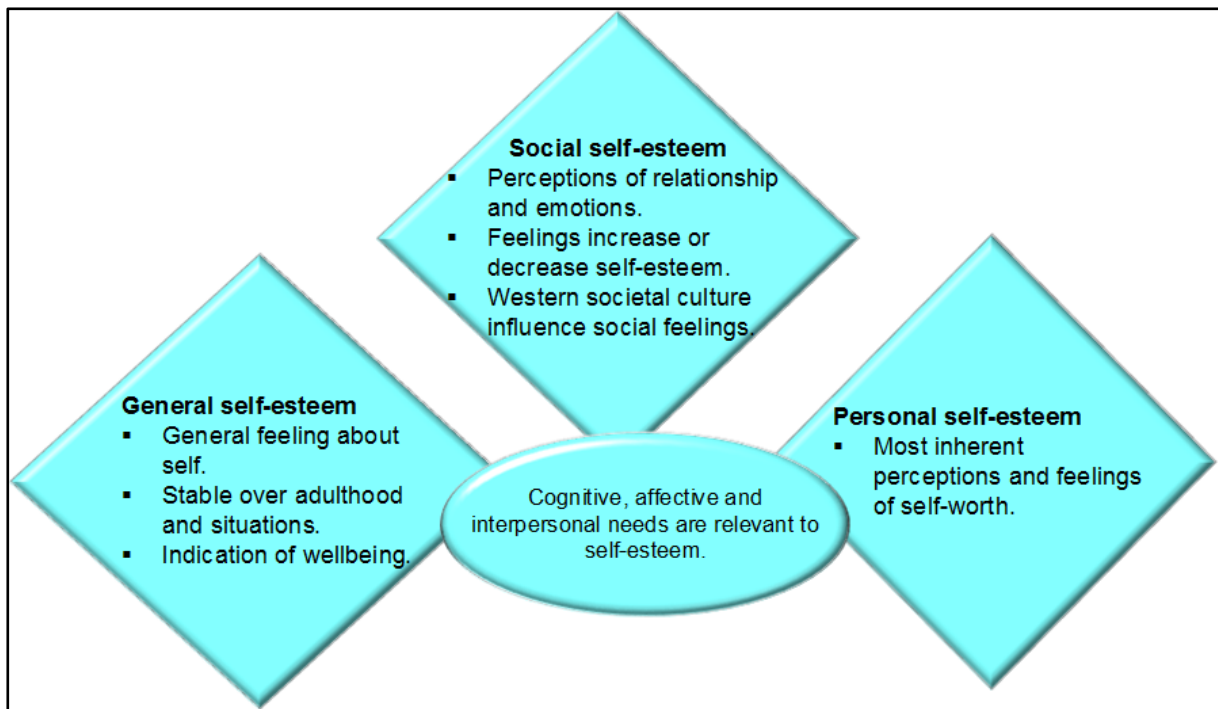 Social self-esteem
▪ Perceptions of relationship
and emotions.
▪ Feelings increase or
decrease self-esteem.
▪ Western societal culture
influence social feelings.
General self-esteem
▪ General feeling about
self.
▪ Stable over adulthood
and situations.
▪ Indication of wellbeing.
Cognitive, affective and
interpersonal needs are relevant to
self-esteem.
Personal self-esteem
▪ Most inherent
perceptions and feelings
of self-worth.